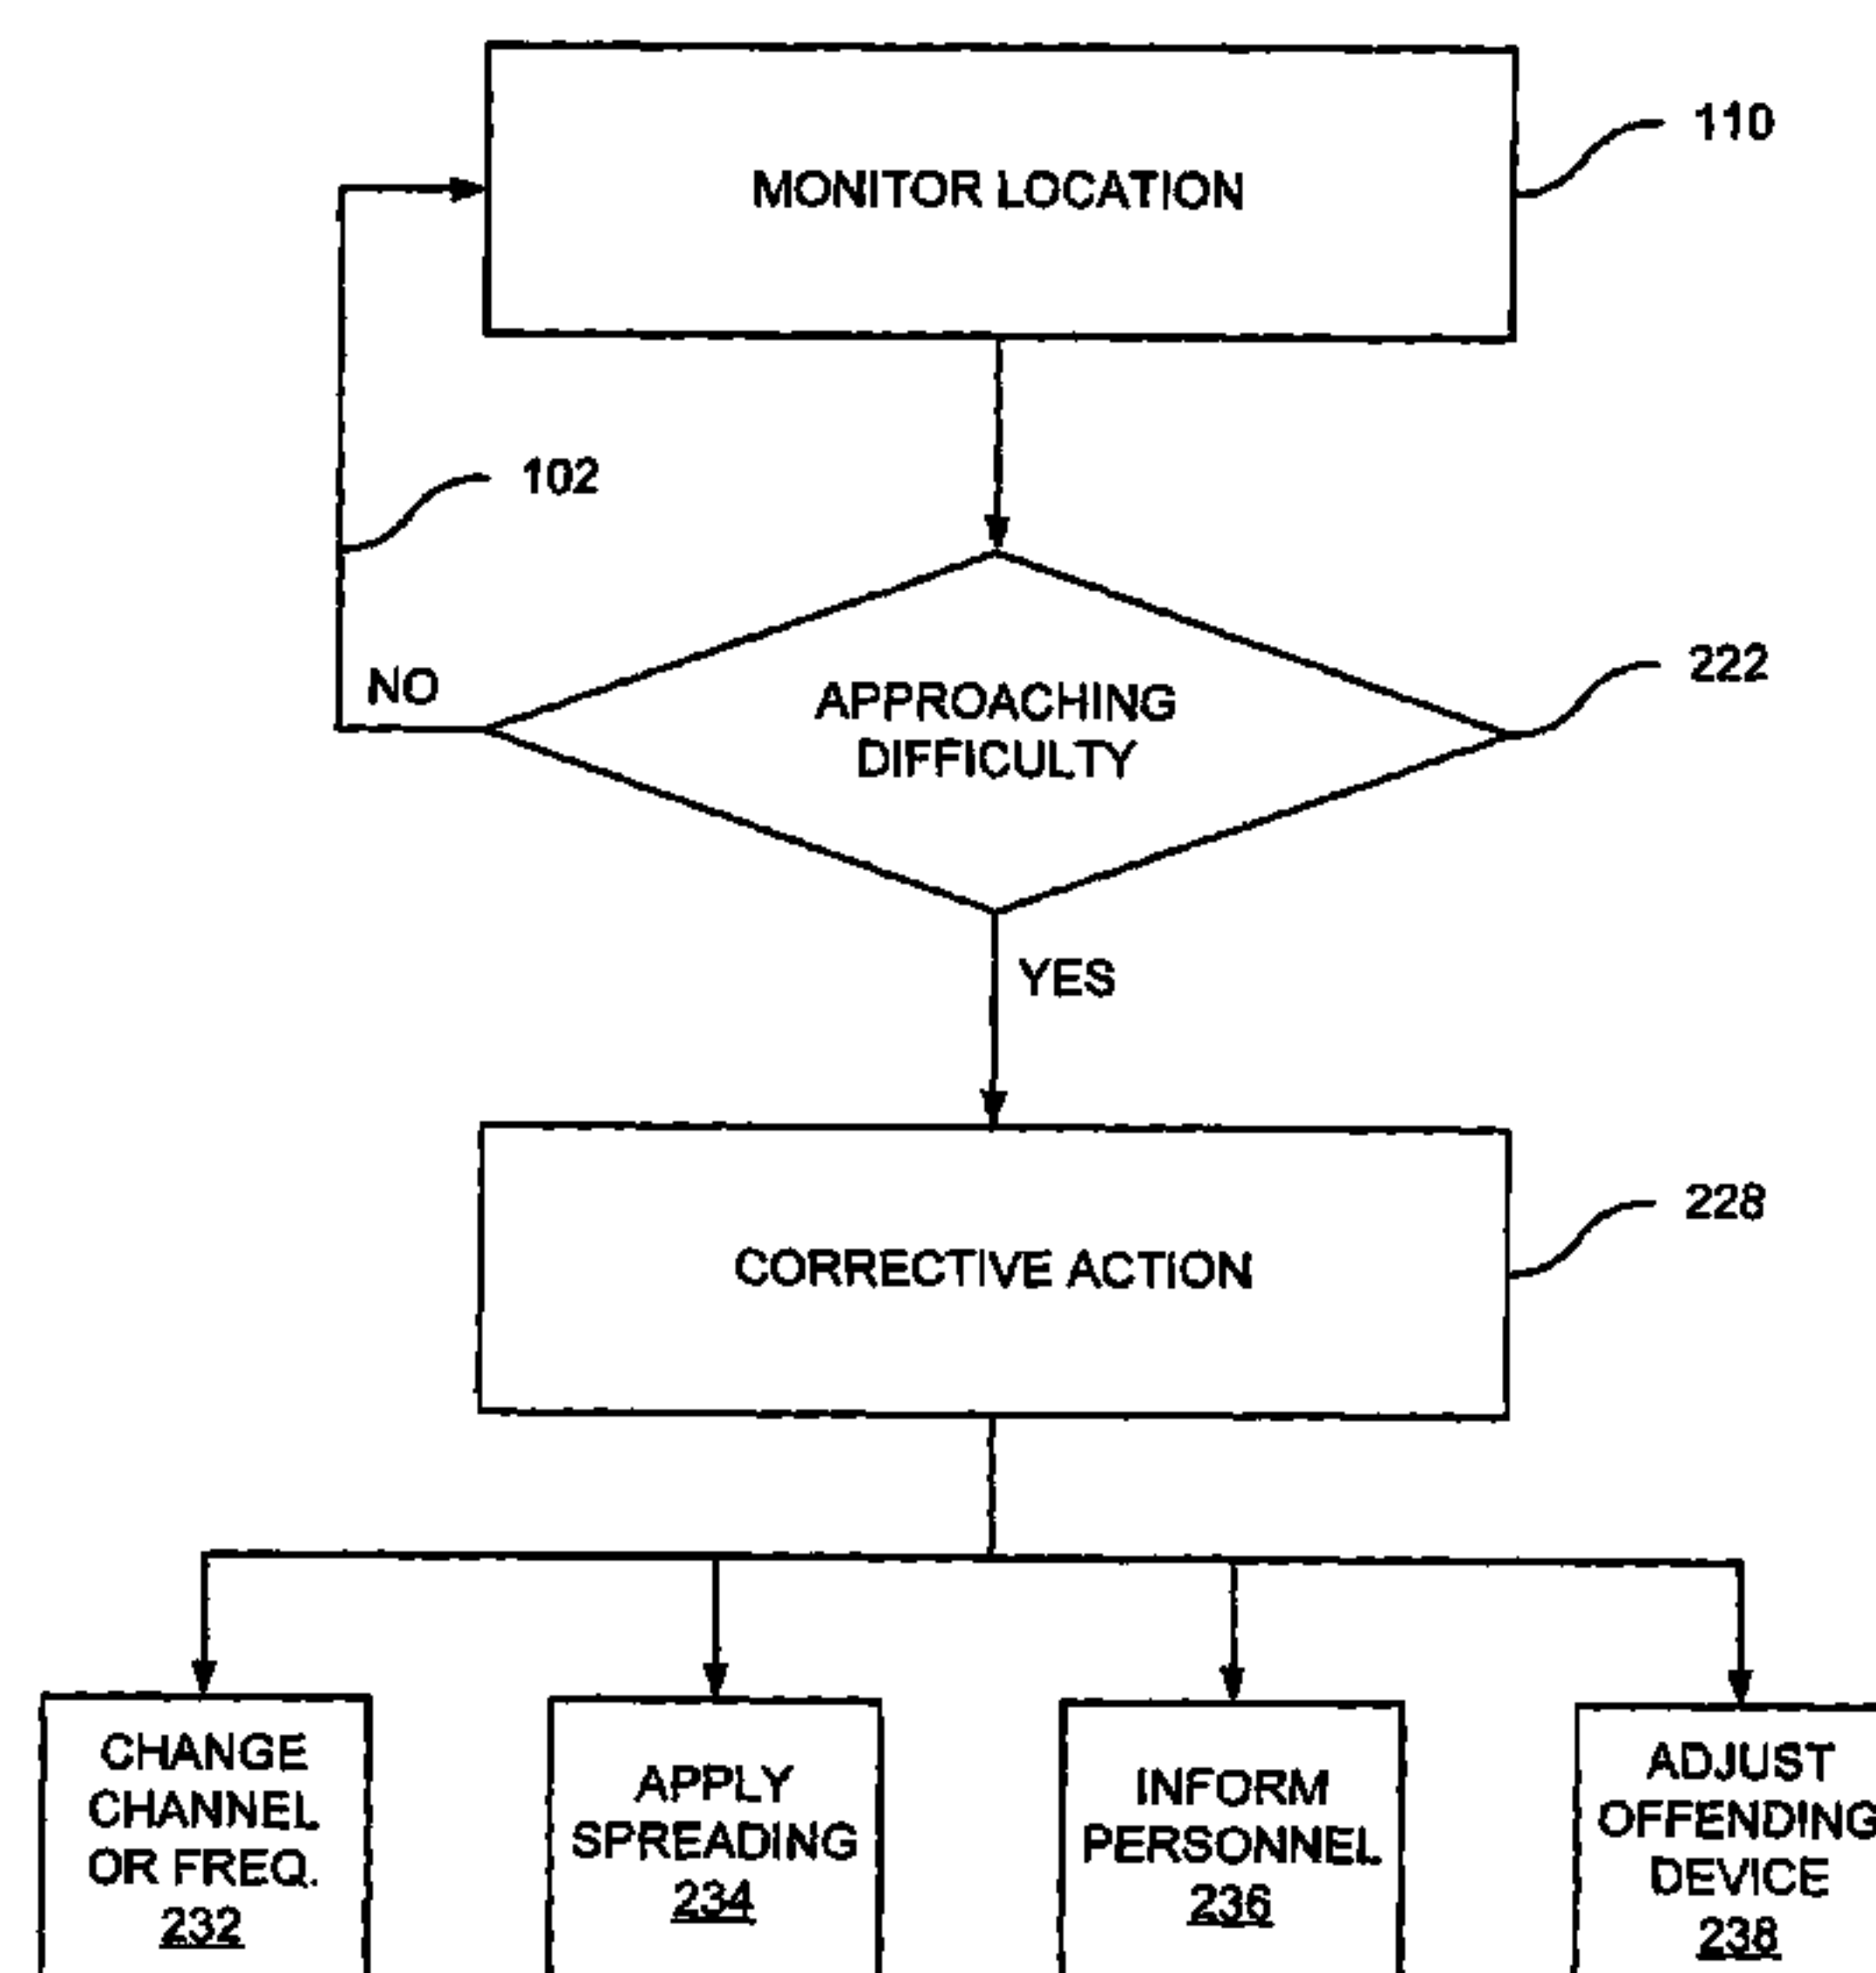 110
MONITOR LOCATION
102
222
NO
APPROACHING
DIFFICULTY
YES
228
CORRECTIVE ACTION
CHANGE
CHANNEL
OR FREQ.
232
APPLY
SPREADING
234
INFORM
PERSONNEL
236
ADJUST
OFFENDING
DEVICE
238